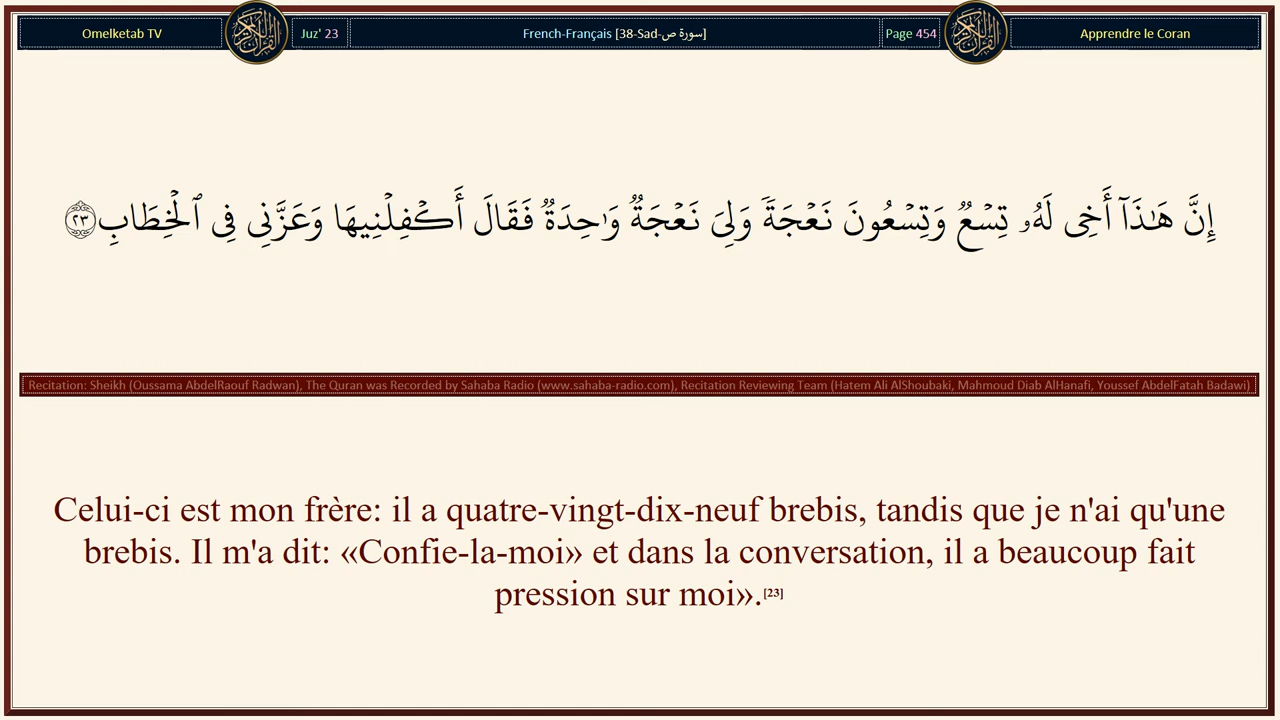 Omelketab TV
Juz' 23
French-Français [38-Sad-سورة ص]
Page 454
Apprendre le Coran
إِنَّ هَـٰذَآ أَخِى لَهُۥ تِسْعٌ وَتِسْعُونَ نَعْجَةً وَلِىَ نَعْجَةٌ وَٰحِدَةٌ فَقَالَ أَكْفِلْنِيهَا وَعَزَّنِى فِى ٱلْخِطَابِ ٢٣
Recitation: Sheikh (Oussama AbdelRaouf Radwan), The Quran was Recorded by Sahaba Radio (www.sahaba-radio.com), Recitation Reviewing Team (Hatem Ali AlShoubaki, Mahmoud Diab AlHanafi, Youssef AbdelFatah Badawi)
Celui-ci est mon frère: il a quatre-vingt-dix-neuf brebis, tandis que je n'ai qu'une
brebis. Il m'a dit: «Confie-la-moi» et dans la conversation, il a beaucoup fait
pression sur moi».[23]